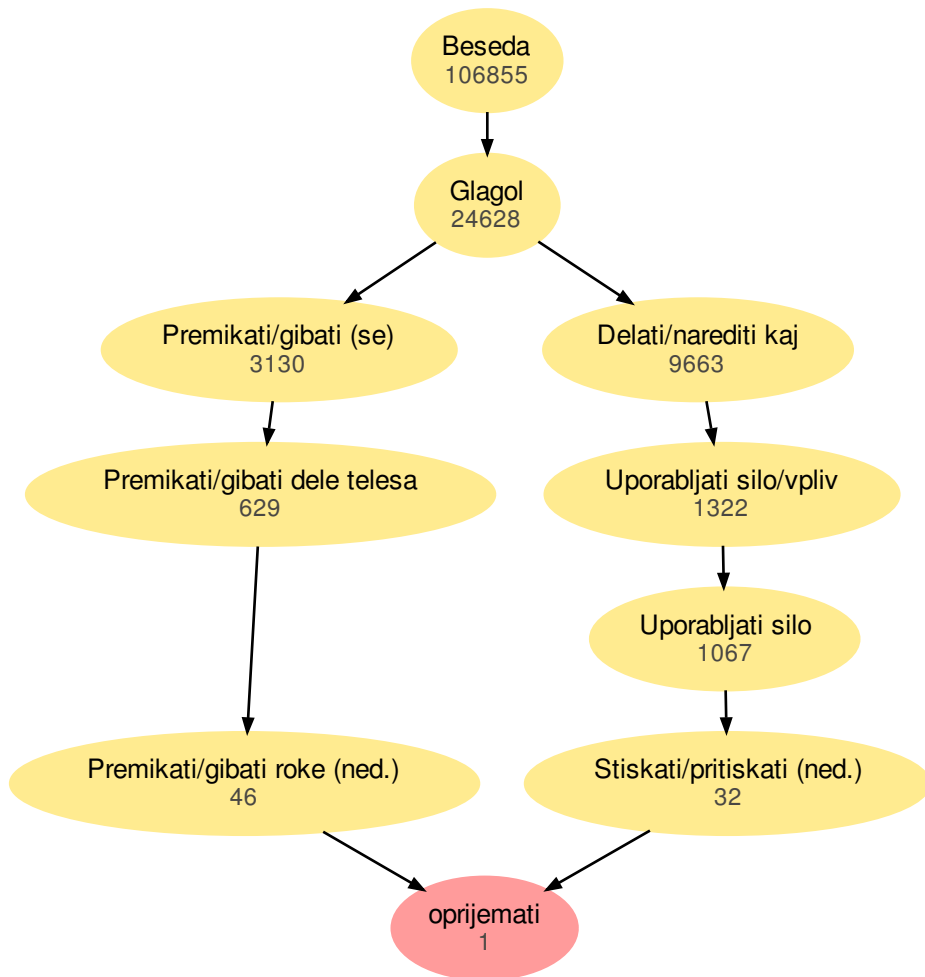 Beseda
106855
Glagol
24628
Premikati/gibati (se)
3130
Delati/narediti kaj
9663
Premikati/gibati dele telesa
629
Uporabljati silo/vpliv
1322
Uporabljati silo
1067
Premikati/gibati roke (ned.)
46
Stiskati/pritiskati (ned.)
32
oprijemati
1